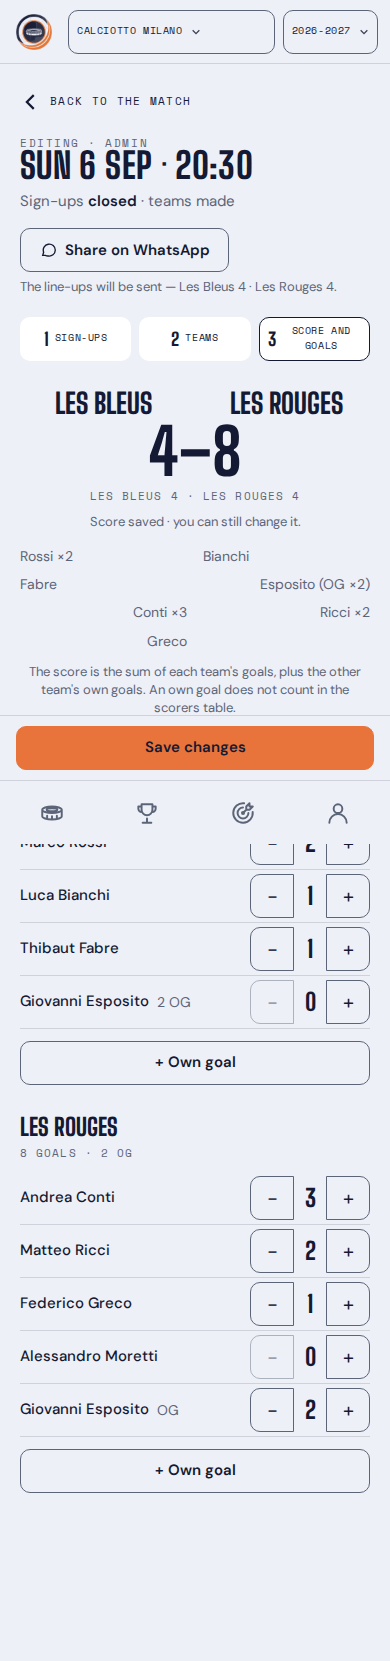 CALCIOTTO MILANO
2026-2027
BACK TO THE MATCH
EDITING · ADMIN
SUN 6 SEP · 20:30
Sign-ups closed · teams made
Share on WhatsApp
The line-ups will be sent — Les Bleus 4 · Les Rouges 4.
1 SIGN-UPS
2 TEAMS
3 SCORE AND GOALS
LES BLEUS LES ROUGES
4–8
LES BLEUS 4 · LES ROUGES 4
Score saved · you can still change it.
Rossi ×2 Bianchi
Fabre Esposito (OG ×2)
Conti ×3 Ricci ×2
Greco
The score is the sum of each team's goals, plus the other
team's own goals. An own goal does not count in the
scorers table.
Save changes
Marco Rossi − 2 +
Luca Bianchi − 1 +
Thibaut Fabre − 1 +
Giovanni Esposito 2 OG − 0 +
+ Own goal
LES ROUGES
8 GOALS · 2 OG
Andrea Conti − 3 +
Matteo Ricci − 2 +
Federico Greco − 1 +
Alessandro Moretti − 0 +
Giovanni Esposito OG − 2 +
+ Own goal